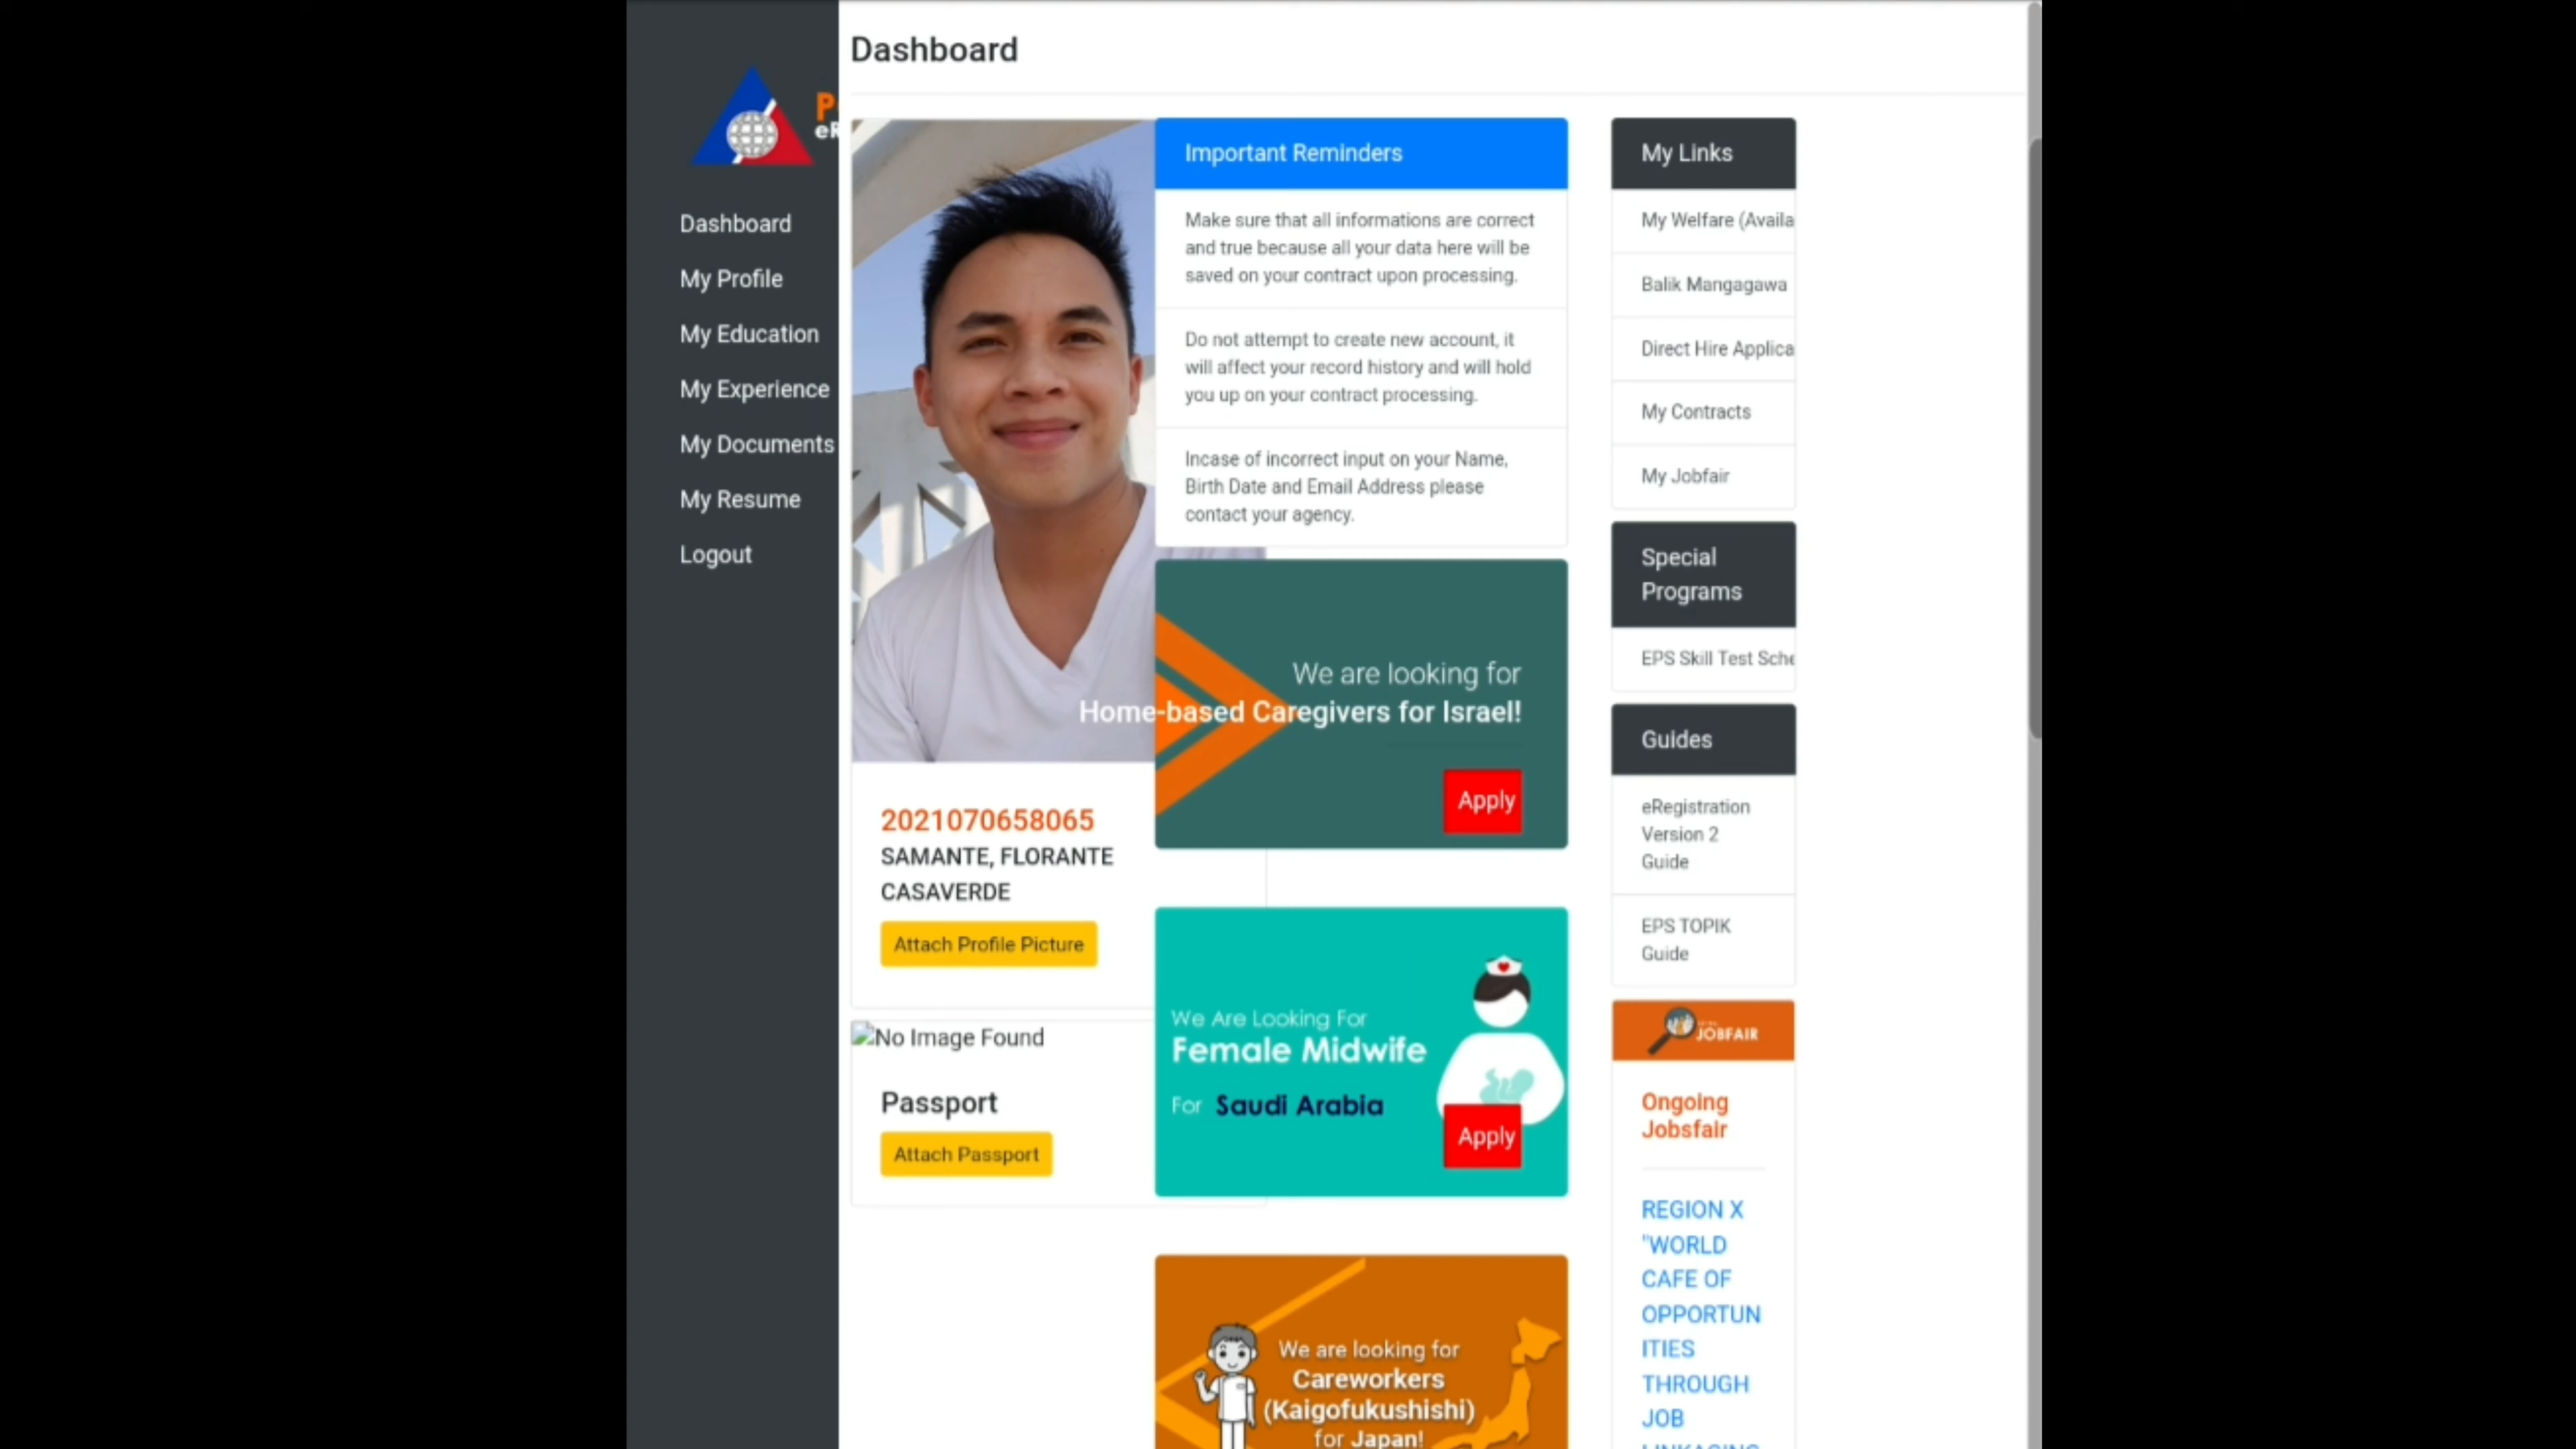 Dashboard
Dashboard
My Profile
My Education
My Experience
My Documents
My Resume
Logout
2021070658065
SAMANTE, FLORANTE
CASAVERDE
Attach Profile Picture
No Image Found
Passport
Attach Passport
Important Reminders
Make sure that all informations are correct
and true because all your data here will be
saved on your contract upon processing.
Do not attempt to create new account, it
will affect your record history and will hold
you up on your contract processing.
Incase of incorrect input on your Name,
Birth Date and Email Address please
contact your agency.
We are looking for
Home-based Caregivers for Israel!
Apply
We Are Looking For
Female Midwife
For Saudi Arabia
Apply
We are looking for
Careworkers
(Kaigofukushishi)
for Japan!
My Links
My Welfare (Availa
Balik Mangagawa
Direct Hire Applica
My Contracts
My Jobfair
Special
Programs
EPS Skill Test Sche
Guides
eRegistration
Version 2
Guide
EPS TOPIK
Guide
JOBFAIR
Ongoing
Jobsfair
REGION X
"WORLD
CAFE OF
OPPORTUN
ITIES
THROUGH
JOB